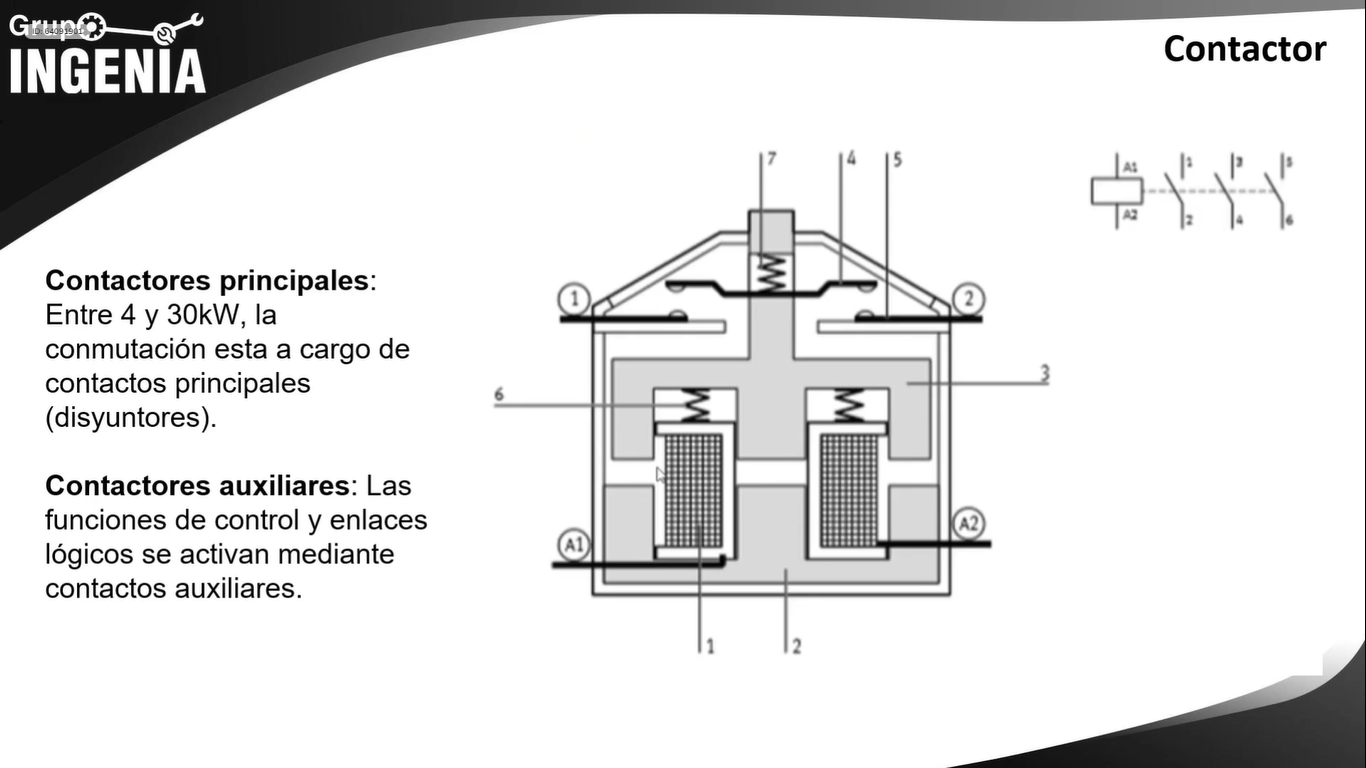 Grupo
ID: 64091901
INGENIA
Contactor
7
4
5
A1
1
3
5
A2
2
4
6
Contactores principales:
Entre 4 y 30kW, la
conmutación esta a cargo de
contactos principales
(disyuntores).
Contactores auxiliares: Las
funciones de control y enlaces
lógicos se activan mediante
contactos auxiliares.
1
2
3
6
A1
A2
1
2